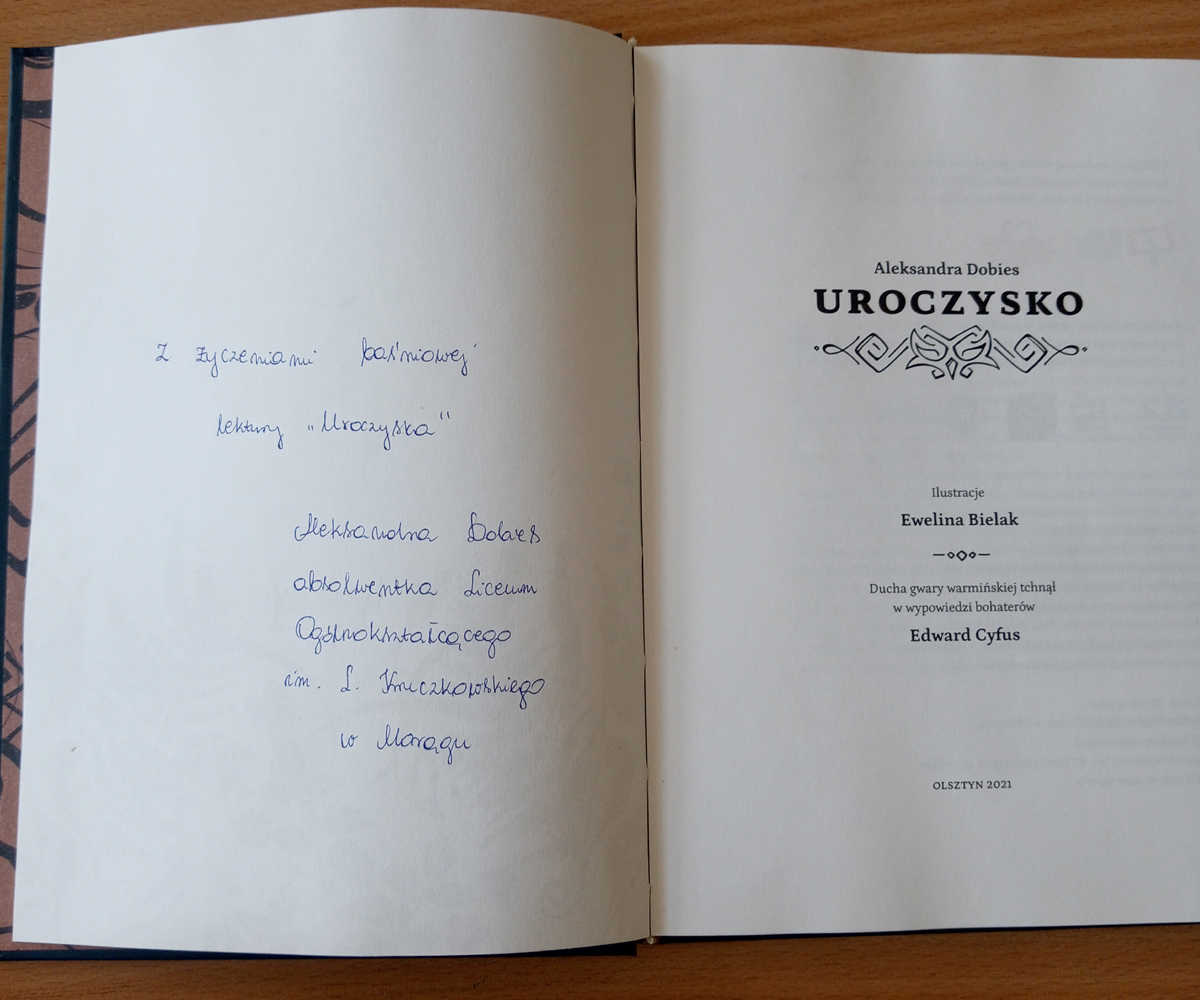 Z życzeniami baśniowej
lektury „Uroczyska"
Aleksandra Dobies
absolwentka Liceum
Ogólnokształcącego
im. L. Kruczkowskiego
w Morągu
Aleksandra Dobies
UROCZYSKO
Ilustracje
Ewelina Bielak
Ducha gwary warmińskiej tchnął
w wypowiedzi bohaterów
Edward Cyfus
OLSZTYN 2021